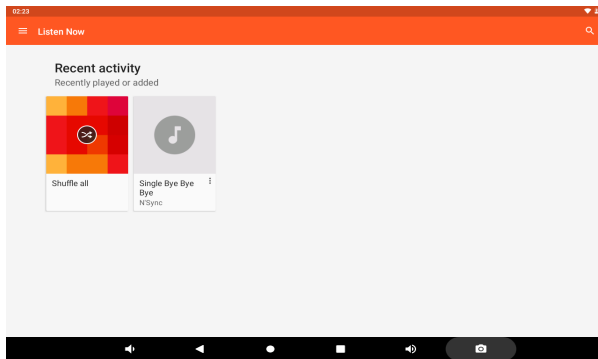 02:23
Listen Now
Recent activity
Recently played or added
Shuffle all
Single Bye Bye
Bye
N'Sync